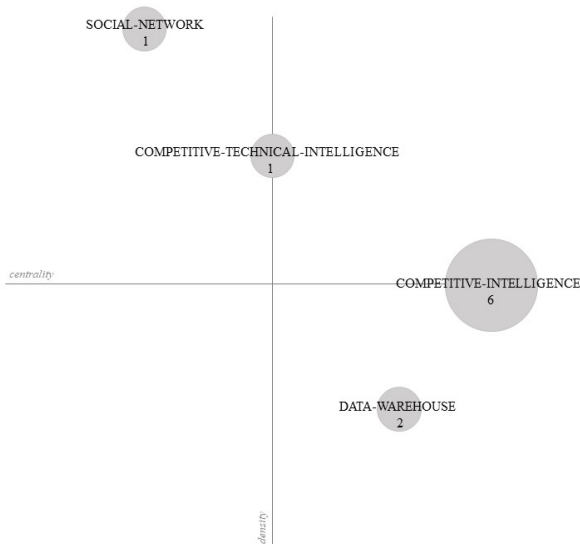 SOCIAL-NETWORK
1
COMPETITIVE-TECHNICAL-INTELLIGENCE
1
centrality
COMPETITIVE-INTELLIGENCE
6
DATA-WAREHOUSE
2
density